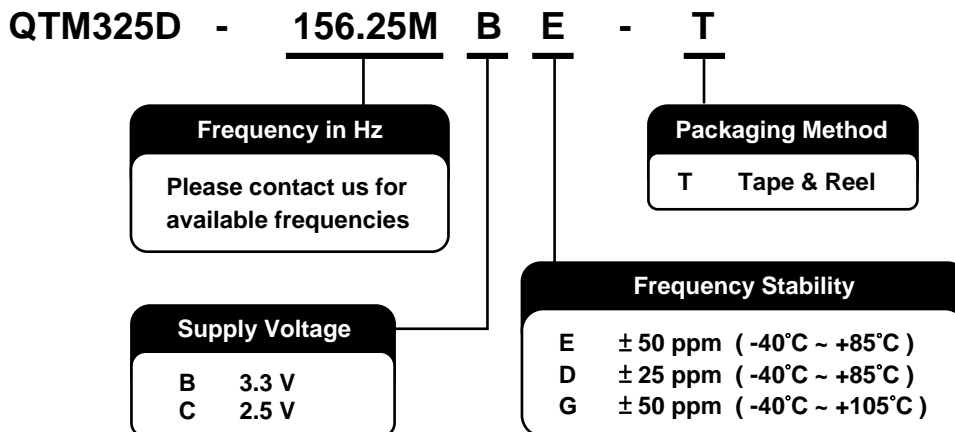 QTM325D - 156.25M B E - T
Frequency in Hz
Please contact us for
available frequencies
Packaging Method
T Tape & Reel
Supply Voltage
B 3.3 V
C 2.5 V
Frequency Stability
E ± 50 ppm ( -40°C ~ +85°C )
D ± 25 ppm ( -40°C ~ +85°C )
G ± 50 ppm ( -40°C ~ +105°C )